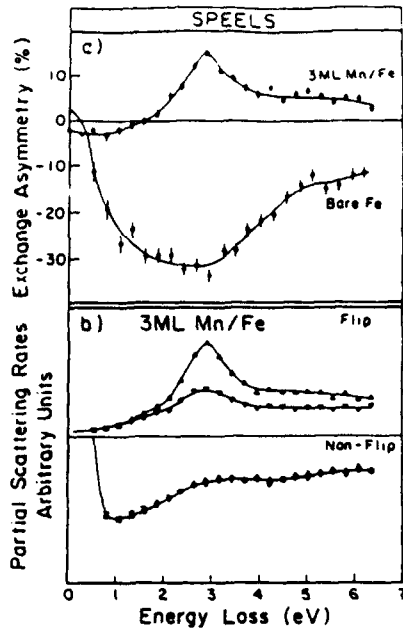 SPEELS
c)
3ML Mn/Fe
Bare Fe
Exchange Asymmetry (%)
10
0
-10
-20
-30
b) 3ML Mn/Fe Flip
Non-Flip
Partial Scattering Rates
Arbitrary Units
0 1 2 3 4 5 6 7
Energy Loss (eV)